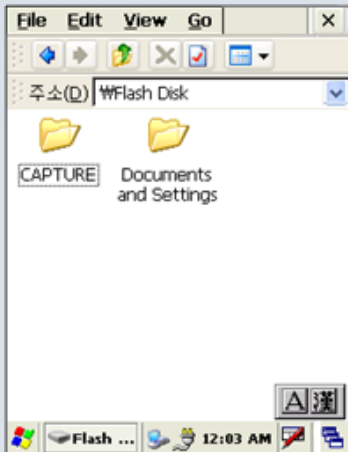 File Edit View Go
주소(D) ₩Flash Disk
CAPTURE
Documents
and Settings
A 漢
Flash ... 12:03 AM